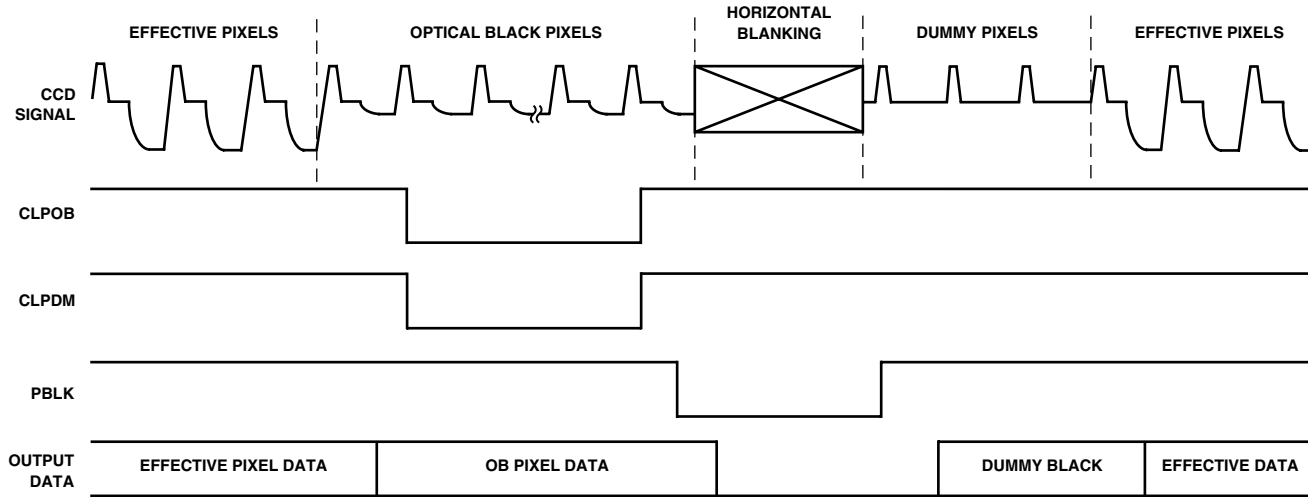 HORIZONTAL
BLANKING
EFFECTIVE PIXELS
OPTICAL BLACK PIXELS
DUMMY PIXELS
EFFECTIVE PIXELS
CCD
SIGNAL
CLPOB
CLPDM
PBLK
OUTPUT
DATA
EFFECTIVE PIXEL DATA
OB PIXEL DATA
DUMMY BLACK
EFFECTIVE DATA